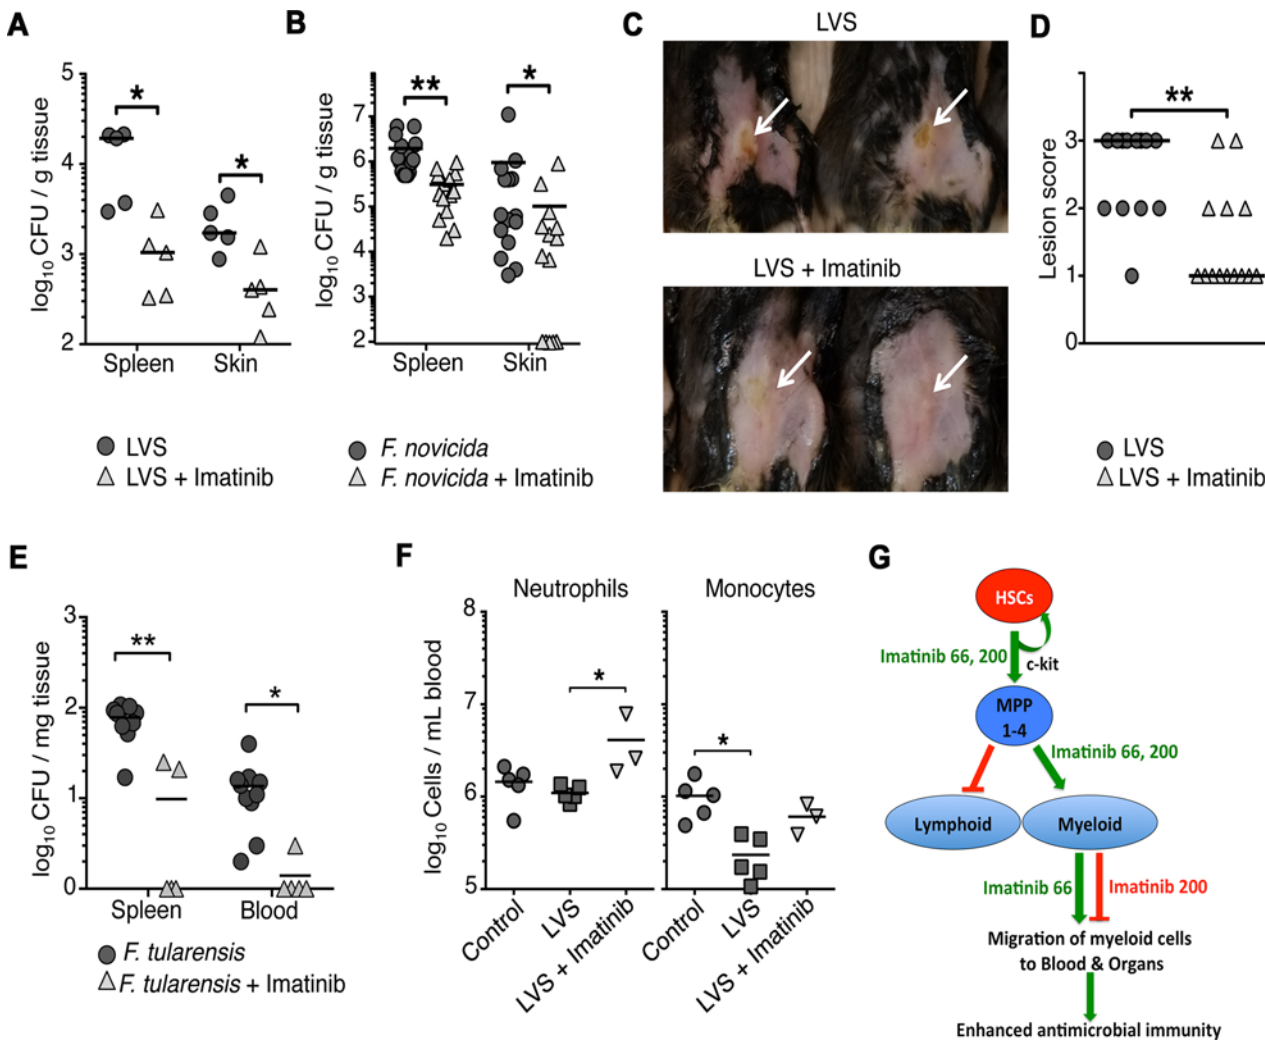 A
5
4
3
2
log10 CFU / g tissue
*
*
Spleen
Skin
LVS
LVS + Imatinib
B
7
6
5
4
3
2
log10 CFU / g tissue
**
*
Spleen
Skin
F. novicida
F. novicida + Imatinib
C
LVS
LVS + Imatinib
D
3
2
1
0
Lesion score
**
LVS
LVS + Imatinib
E
3
2
1
0
log10 CFU / mg tissue
**
*
Spleen
Blood
F. tularensis
F. tularensis + Imatinib
F
Neutrophils
Monocytes
8
7
6
5
log10 Cells / mL blood
*
*
Control
LVS
LVS + Imatinib
Control
LVS
LVS + Imatinib
G
HSCs
Imatinib 66, 200
c-kit
MPP
1-4
Imatinib 66, 200
Lymphoid
Myeloid
Imatinib 66
Imatinib 200
Migration of myeloid cells
to Blood & Organs
Enhanced antimicrobial immunity